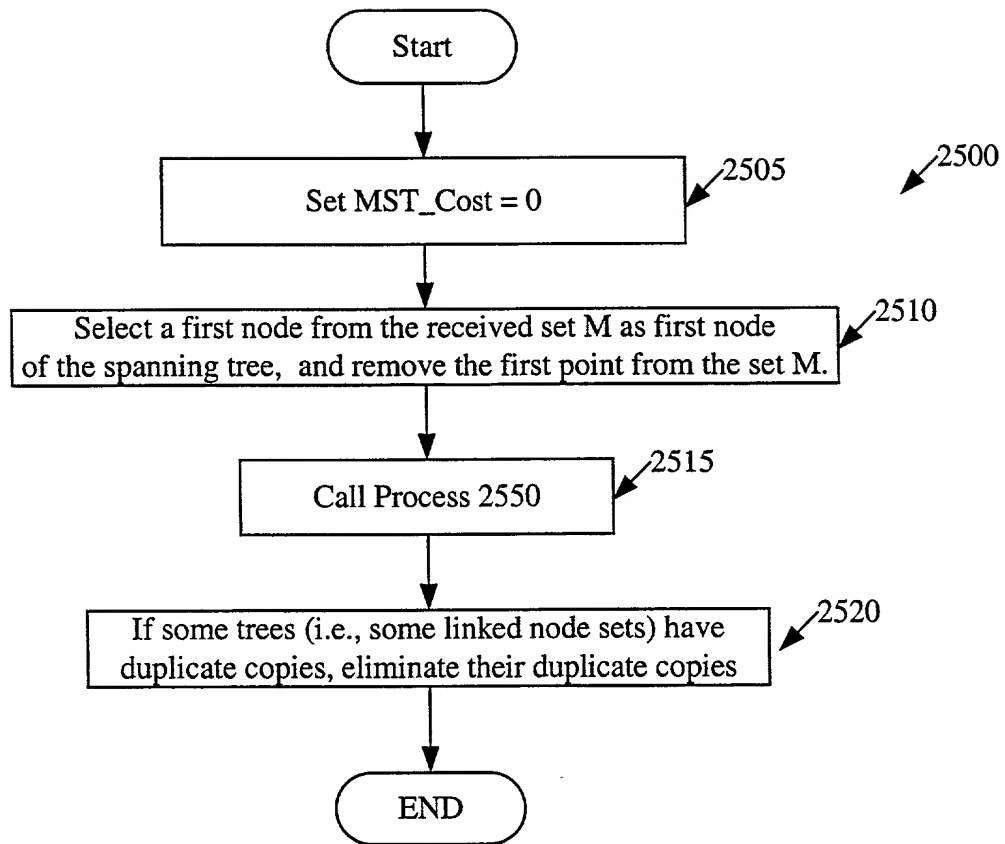 Start
Set MST_Cost = 0
2505
2500
Select a first node from the received set M as first node
of the spanning tree, and remove the first point from the set M.
2510
Call Process 2550
2515
If some trees (i.e., some linked node sets) have
duplicate copies, eliminate their duplicate copies
2520
END